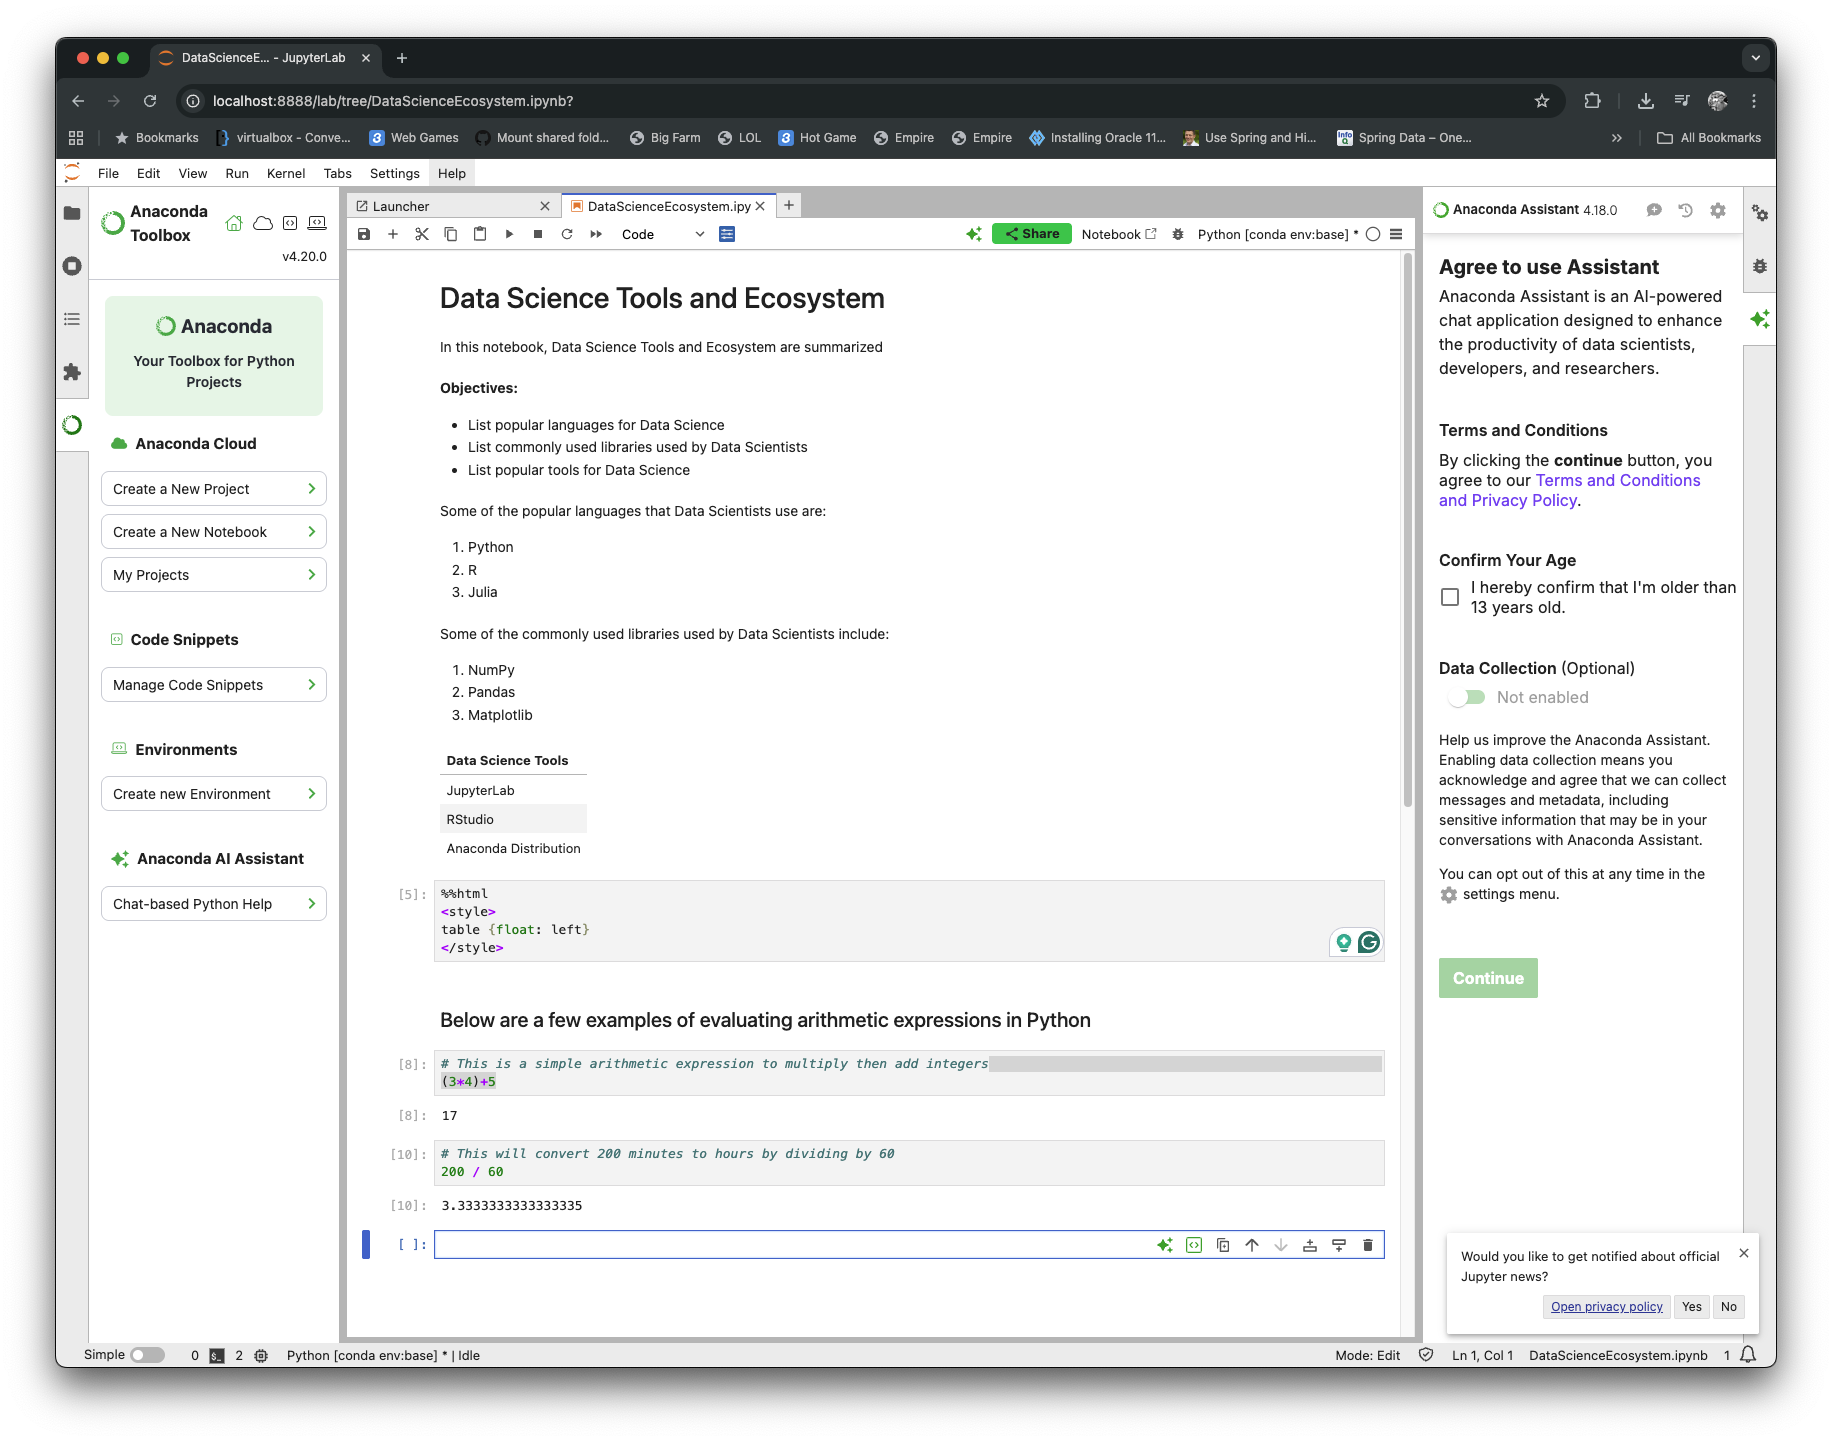 DataScienceE... - JupyterLab
localhost:8888/lab/tree/DataScienceEcosystem.ipynb?
Bookmarks
virtualbox - Conve...
Web Games
Mount shared fold...
Big Farm
LOL
Hot Game
Empire
Empire
Installing Oracle 11...
Use Spring and Hi...
Spring Data – One...
All Bookmarks
File Edit View Run Kernel Tabs Settings Help
Anaconda
Toolbox
v4.20.0
Anaconda
Your Toolbox for Python
Projects
Anaconda Cloud
Create a New Project
Create a New Notebook
My Projects
Code Snippets
Manage Code Snippets
Environments
Create new Environment
Anaconda AI Assistant
Chat-based Python Help
Launcher
DataScienceEcosystem.ipy
Code
Share
Notebook
Python [conda env:base] *
Data Science Tools and Ecosystem
In this notebook, Data Science Tools and Ecosystem are summarized
Objectives:
• List popular languages for Data Science
• List commonly used libraries used by Data Scientists
• List popular tools for Data Science
Some of the popular languages that Data Scientists use are:
1. Python
2. R
3. Julia
Some of the commonly used libraries used by Data Scientists include:
1. NumPy
2. Pandas
3. Matplotlib
Data Science Tools
JupyterLab
RStudio
Anaconda Distribution
[5]:
%%html
<style>
table {float: left}
</style>
Below are a few examples of evaluating arithmetic expressions in Python
[8]:
# This is a simple arithmetic expression to multiply then add integers
(3*4)+5
[8]: 17
[10]:
# This will convert 200 minutes to hours by dividing by 60
200 / 60
[10]: 3.3333333333333335
[ ]:
Anaconda Assistant 4.18.0
Agree to use Assistant
Anaconda Assistant is an AI-powered
chat application designed to enhance
the productivity of data scientists,
developers, and researchers.
Terms and Conditions
By clicking the continue button, you
agree to our Terms and Conditions
and Privacy Policy.
Confirm Your Age
I hereby confirm that I'm older than
13 years old.
Data Collection (Optional)
Not enabled
Help us improve the Anaconda Assistant.
Enabling data collection means you
acknowledge and agree that we can collect
messages and metadata, including
sensitive information that may be in your
conversations with Anaconda Assistant.
You can opt out of this at any time in the
settings menu.
Continue
Would you like to get notified about official
Jupyter news?
Open privacy policy
Yes
No
Simple
0
2
Python [conda env:base] * | Idle
Mode: Edit
Ln 1, Col 1
DataScienceEcosystem.ipynb
1